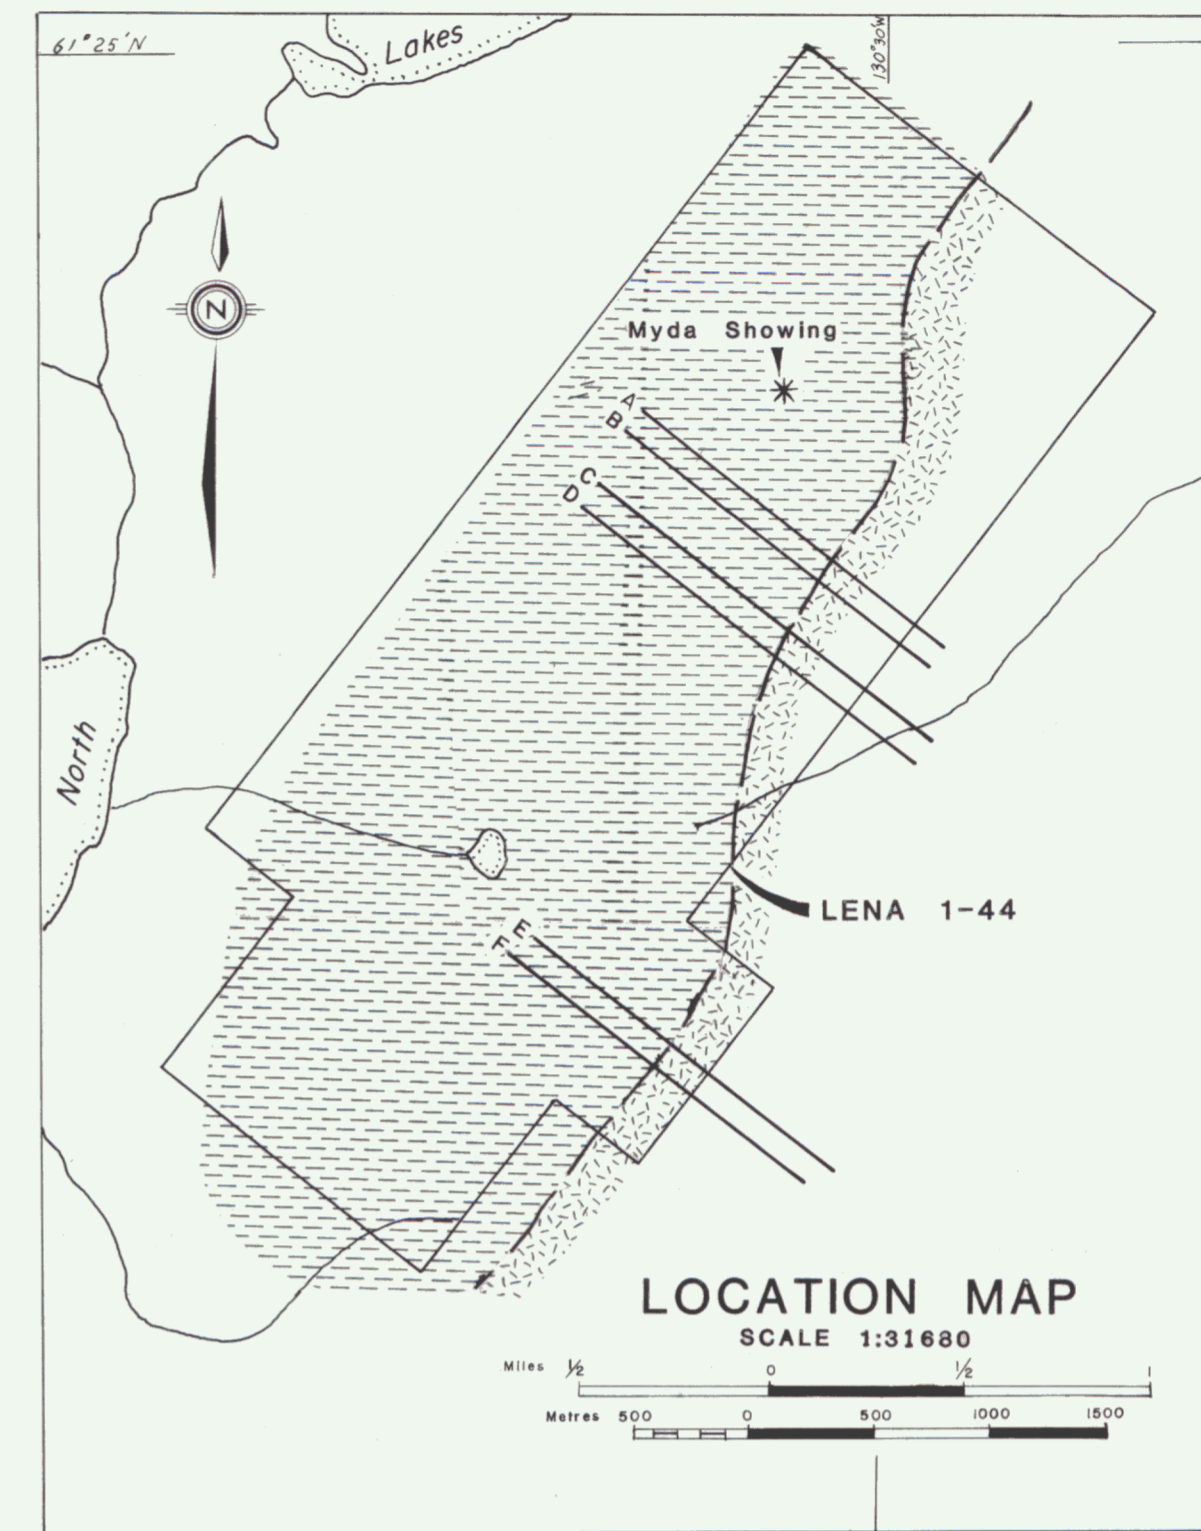 61°25'N
Lakes
130°30'W
N
Myda Showing
A
B
C
D
North
LENA 1-44
E
F
LOCATION MAP
SCALE 1:31680
Miles 1/2 0 1/2 1
Metres 500 0 500 1000 1500